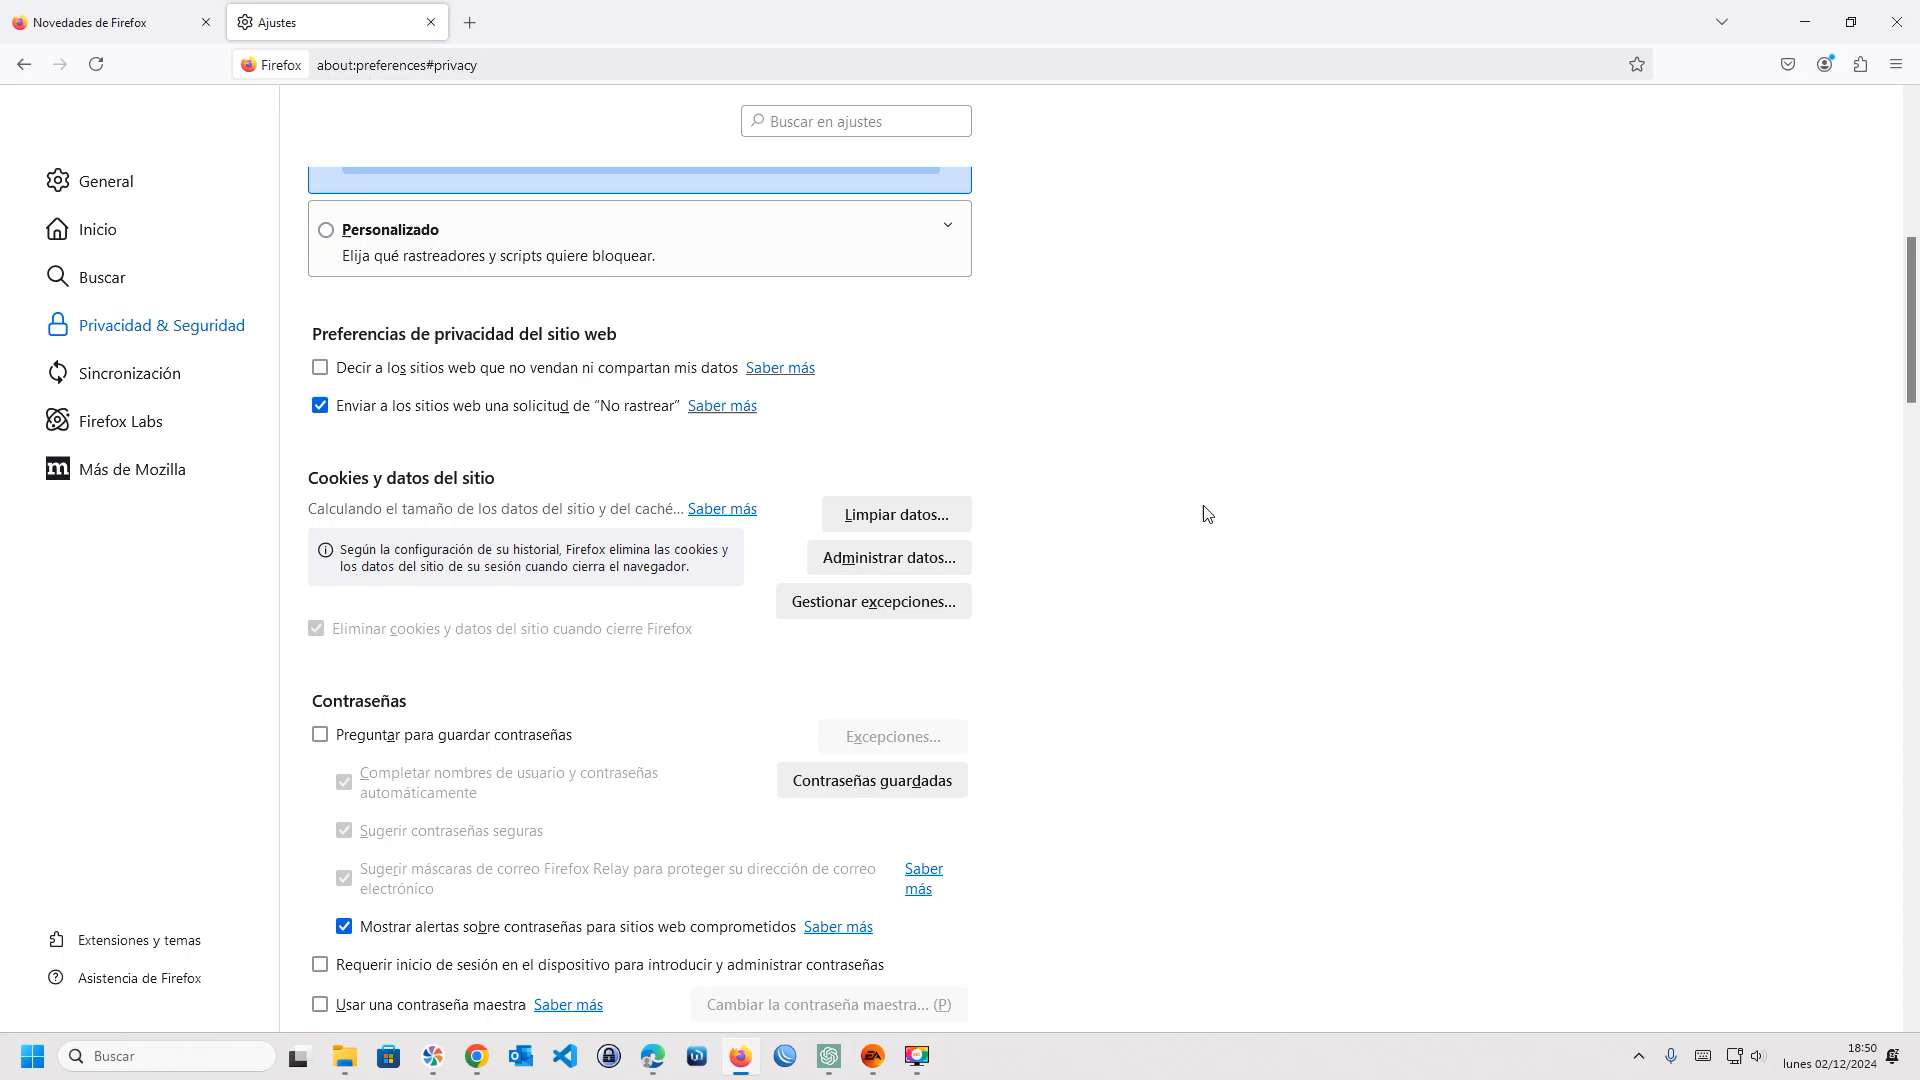 Novedades de Firefox
Ajustes
Firefox
about:preferences#privacy
Buscar en ajustes
General
Inicio
Buscar
Privacidad & Seguridad
Sincronización
Firefox Labs
Más de Mozilla
Extensiones y temas
Asistencia de Firefox
Personalizado
Elija qué rastreadores y scripts quiere bloquear.
Preferencias de privacidad del sitio web
Decir a los sitios web que no vendan ni compartan mis datos Saber más
Enviar a los sitios web una solicitud de “No rastrear” Saber más
Cookies y datos del sitio
Calculando el tamaño de los datos del sitio y del caché... Saber más
Limpiar datos...
Según la configuración de su historial, Firefox elimina las cookies y
los datos del sitio de su sesión cuando cierra el navegador.
Administrar datos...
Gestionar excepciones...
Eliminar cookies y datos del sitio cuando cierre Firefox
Contraseñas
Preguntar para guardar contraseñas
Excepciones...
Completar nombres de usuario y contraseñas
automáticamente
Contraseñas guardadas
Sugerir contraseñas seguras
Sugerir máscaras de correo Firefox Relay para proteger su dirección de correo
electrónico
Saber
más
Mostrar alertas sobre contraseñas para sitios web comprometidos Saber más
Requerir inicio de sesión en el dispositivo para introducir y administrar contraseñas
Usar una contraseña maestra Saber más
Cambiar la contraseña maestra... (P)
Buscar
18:50
lunes 02/12/2024